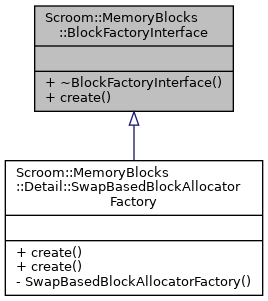 Scroom::MemoryBlocks
::BlockFactoryInterface
+ ~BlockFactoryInterface()
+ create()
Scroom::MemoryBlocks
::Detail::SwapBasedBlockAllocator
Factory
+ create()
+ create()
- SwapBasedBlockAllocatorFactory()